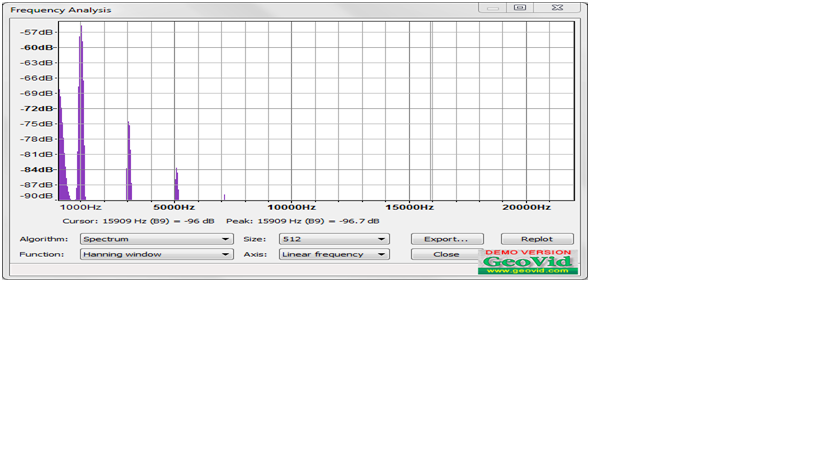 Frequency Analysis
-57dB
-60dB
-63dB
-66dB
-69dB
-72dB
-75dB
-78dB
-81dB
-84dB
-87dB
-90dB
1000Hz 5000Hz 10000Hz 15000Hz 20000Hz
Cursor: 15909 Hz (B9) = -96 dB Peak: 15909 Hz (B9) = -96.7 dB
Algorithm: Spectrum Size: 512 Export... Replot
Function: Hanning window Axis: Linear frequency Close
DEMO VERSION
GeoVid
www.geovid.com